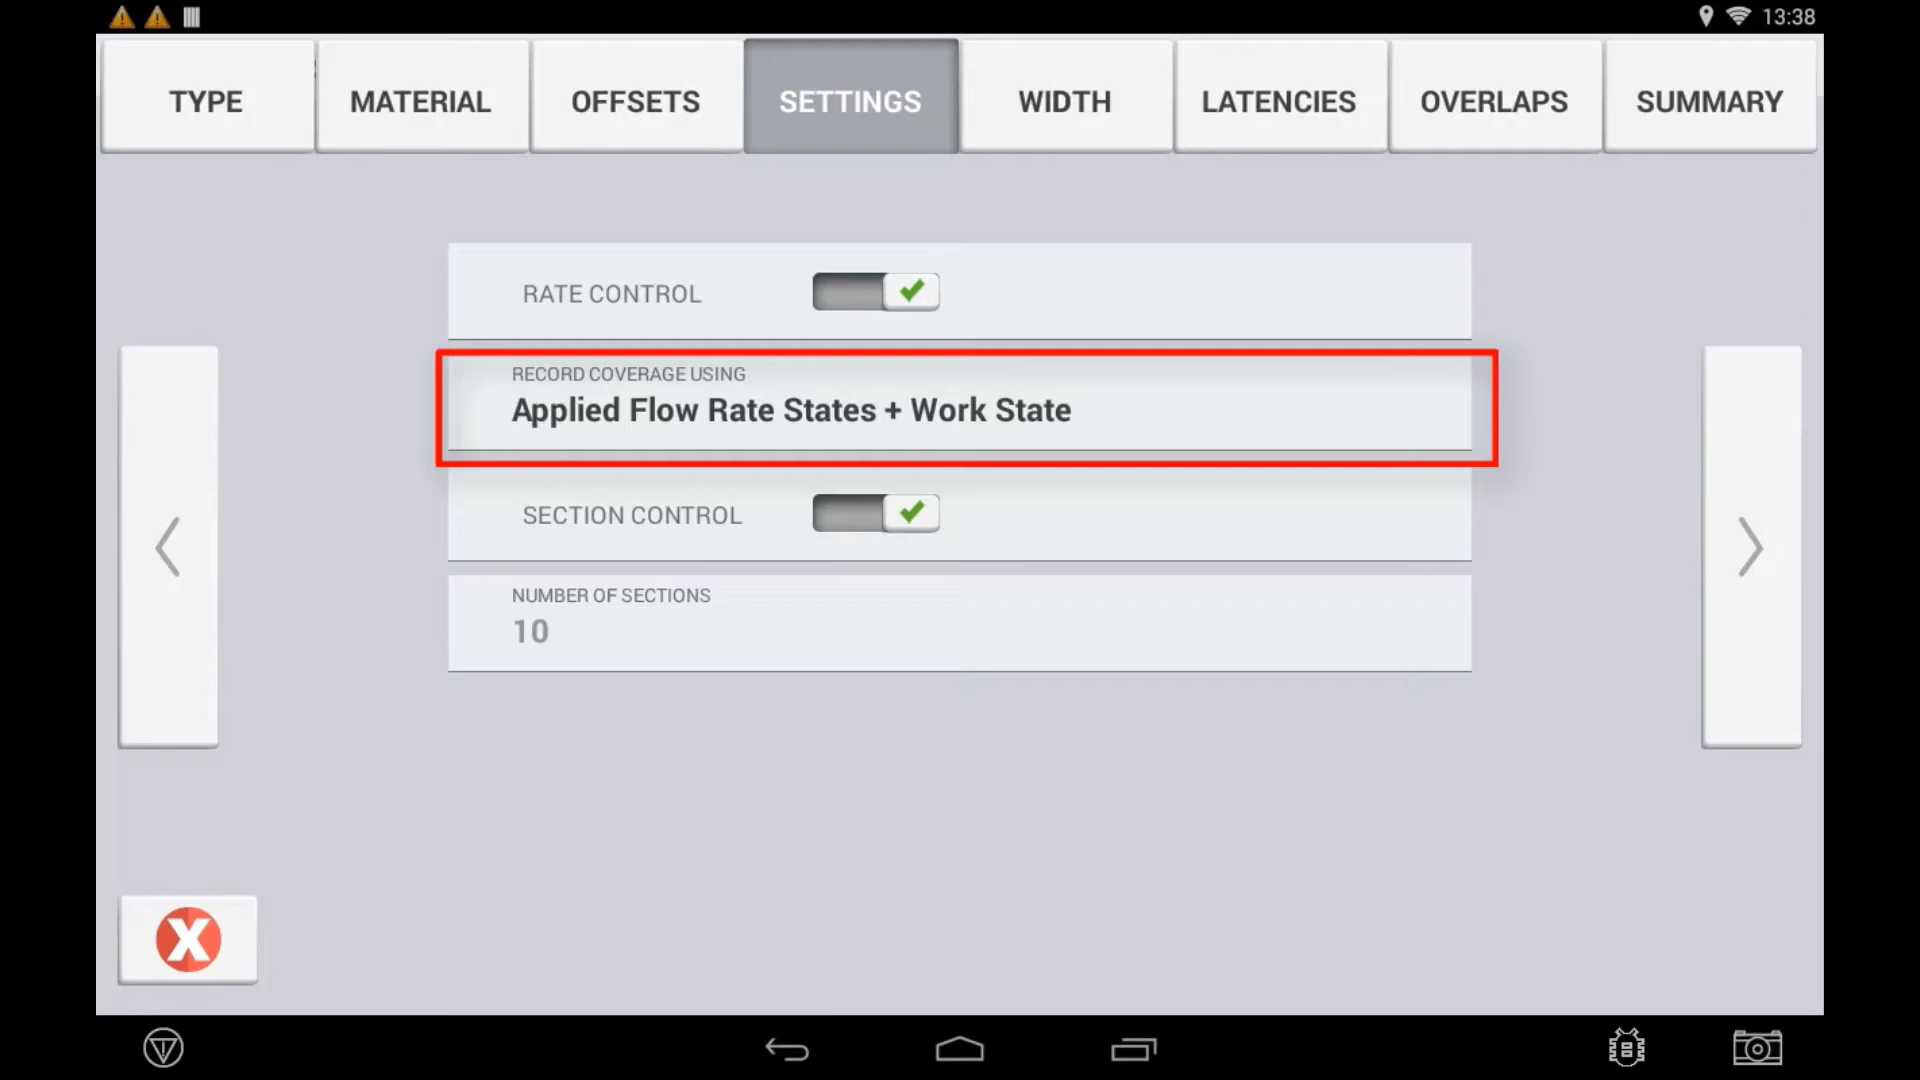 13:38
TYPE
MATERIAL
OFFSETS
SETTINGS
WIDTH
LATENCIES
OVERLAPS
SUMMARY
RATE CONTROL
RECORD COVERAGE USING
Applied Flow Rate States + Work State
SECTION CONTROL
NUMBER OF SECTIONS
10
X